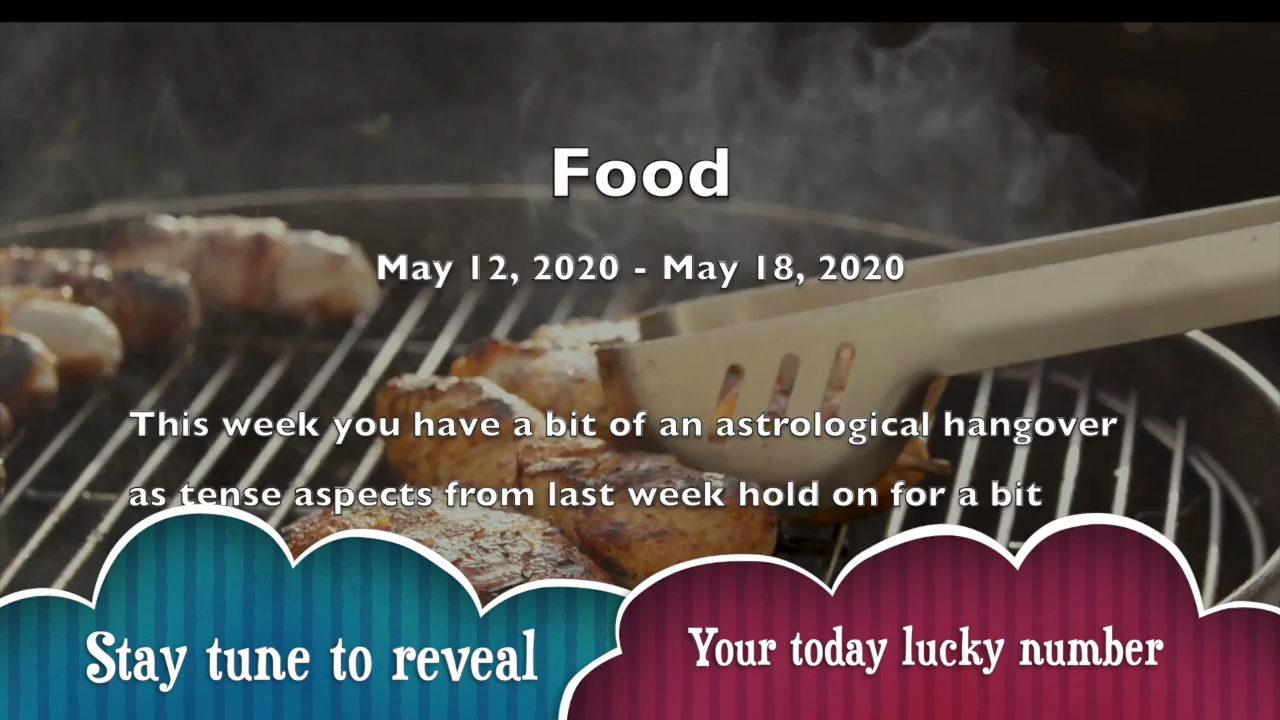 Food
May 12, 2020 - May 18, 2020
This week you have a bit of an astrological hangover
as tense aspects from last week hold on for a bit
Stay tune to reveal
Your today lucky number